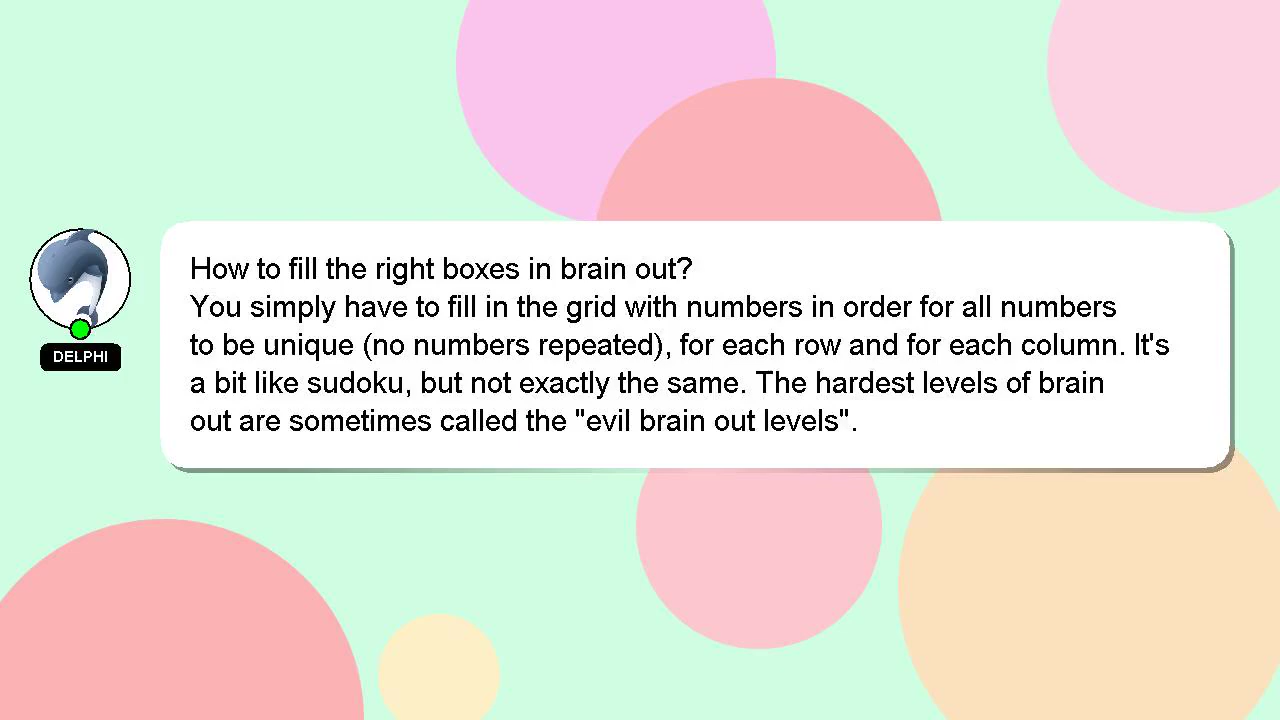 How to fill the right boxes in brain out?
You simply have to fill in the grid with numbers in order for all numbers
to be unique (no numbers repeated), for each row and for each column. It's
a bit like sudoku, but not exactly the same. The hardest levels of brain
out are sometimes called the "evil brain out levels".
DELPHI